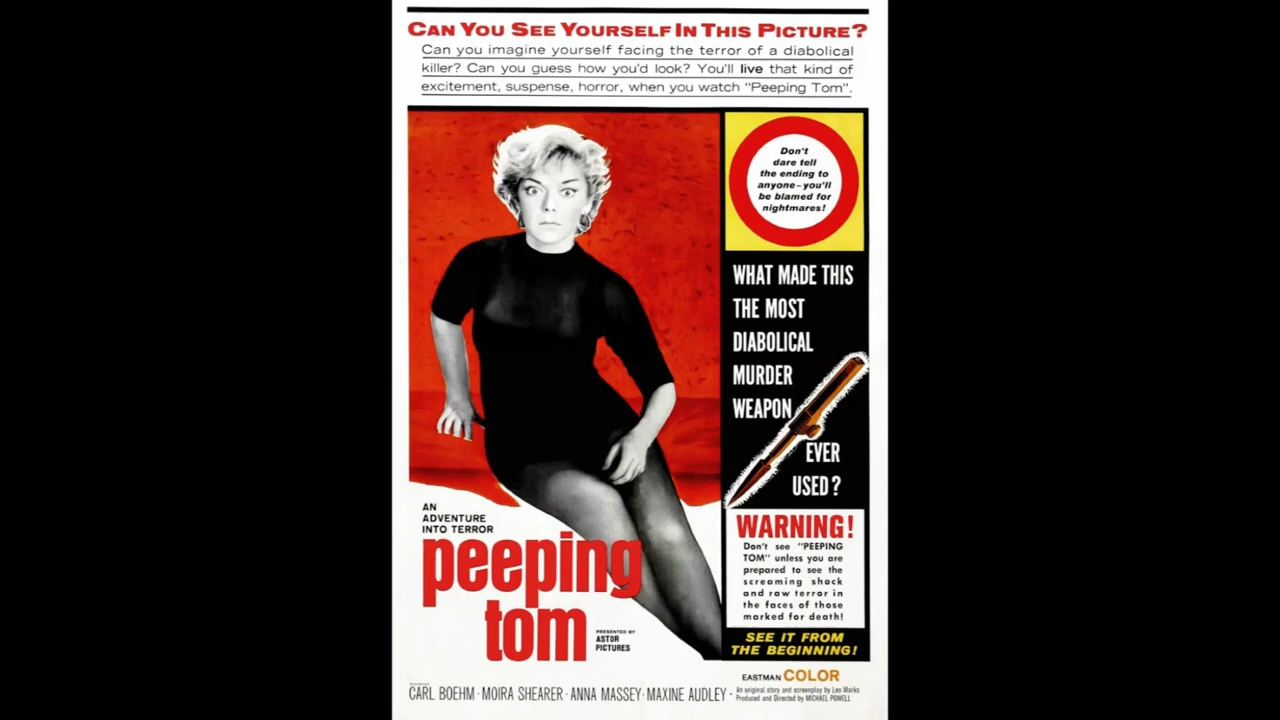 CAN YOU SEE YOURSELF IN THIS PICTURE?
Can you imagine yourself facing the terror of a diabolical
killer? Can you guess how you'd look? You'll live that kind of
excitement, suspense, horror, when you watch "Peeping Tom".
Don't
dare tell
the ending to
anyone–you'll
be blamed for
nightmares!
WHAT MADE THIS
THE MOST
DIABOLICAL
MURDER
WEAPON
EVER
USED?
AN
ADVENTURE
INTO TERROR
peeping
tom
PRESENTED BY
ASTOR
PICTURES
WARNING!
Don't see "PEEPING
TOM" unless you are
prepared to see the
screaming shock
and raw terror in
the faces of those
marked for death!
SEE IT FROM
THE BEGINNING!
EASTMAN COLOR
CARL BOEHM · MOIRA SHEARER · ANNA MASSEY · MAXINE AUDLEY ·
An original story and screenplay by Leo Marks
Produced and Directed by MICHAEL POWELL